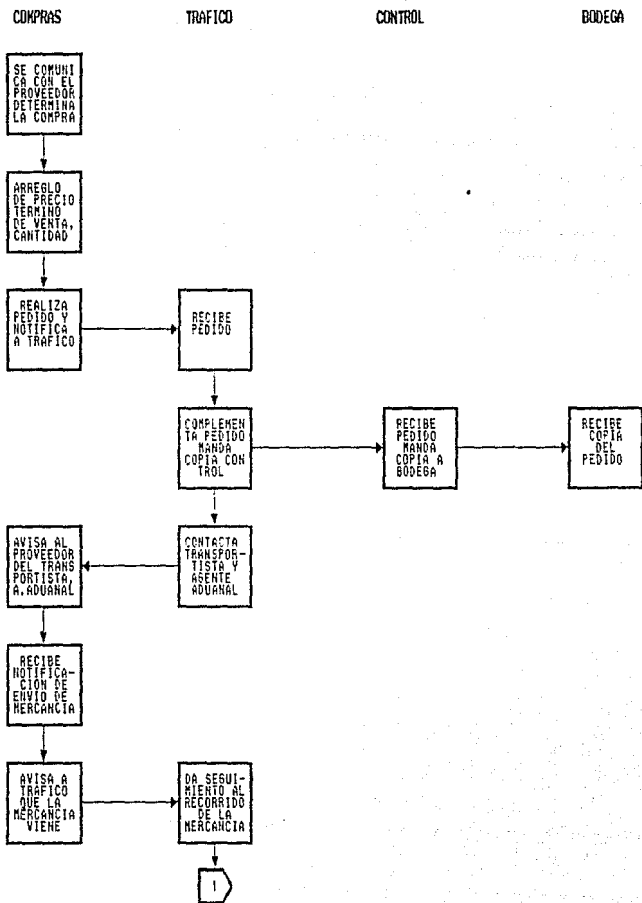 COMPRAS
TRAFICO
CONTROL
BODEGA
SE COMUNI
CA CON EL
PROVEEDOR
DETERMINA
LA COMPRA
ARREGLO
DE PRECIO
TERMINO
DE VENTA,
CANTIDAD
REALIZA
PEDIDO Y
NOTIFICA
A TRAFICO
RECIBE
PEDIDO
COMPLEMEN
TA PEDIDO
MANDA
COPIA CON
TROL
RECIBE
PEDIDO
MANDA
COPIA A
BODEGA
RECIBE
COPIA
DEL
PEDIDO
AVISA AL
PROVEEDOR
DEL TRANS
PORTISTA,
A.ADUANAL
CONTACTA
TRANSPOR-
TISTA Y
AGENTE
ADUANAL
RECIBE
NOTIFICA-
CION DE
ENVIO DE
MERCANCIA
AVISA A
TRAFICO
QUE LA
MERCANCIA
VIENE
DA SEGUI-
MIENTO AL
RECORRIDO
DE LA
MERCANCIA
1